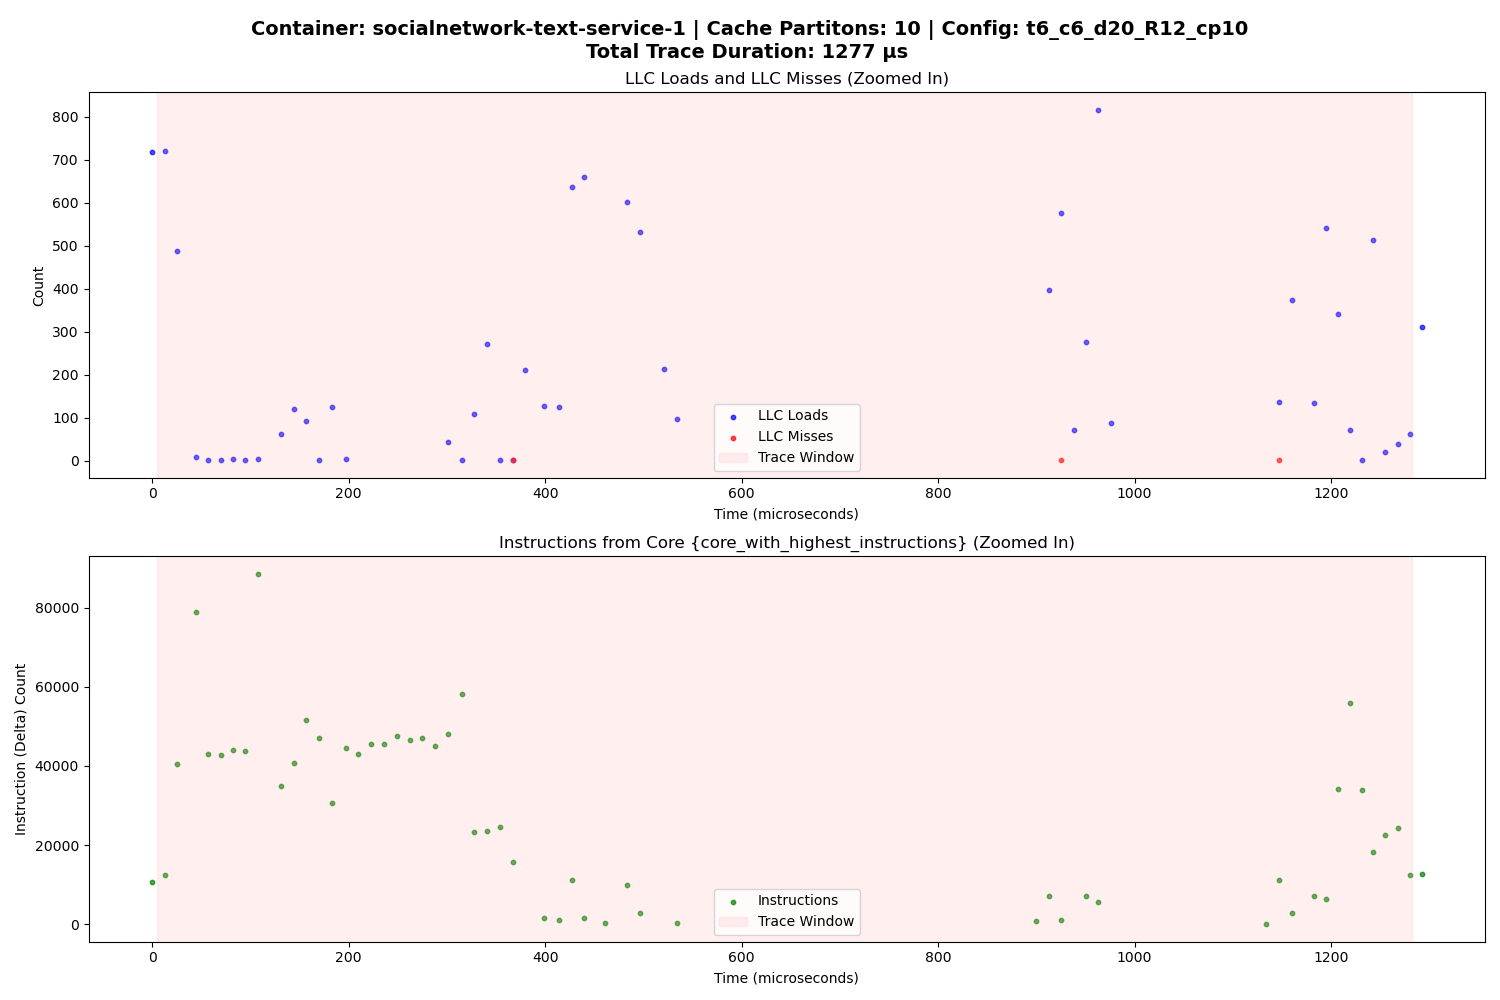 Container: socialnetwork-text-service-1 | Cache Partitons: 10 | Config: t6_c6_d20_R12_cp10
Total Trace Duration: 1277 µs
LLC Loads and LLC Misses (Zoomed In)
800
700
600
500
400
300
200
100
0
Count
LLC Loads
LLC Misses
Trace Window
0 200 400 600 800 1000 1200
Time (microseconds)
Instructions from Core {core_with_highest_instructions} (Zoomed In)
80000
60000
40000
20000
0
Instruction (Delta) Count
Instructions
Trace Window
0 200 400 600 800 1000 1200
Time (microseconds)